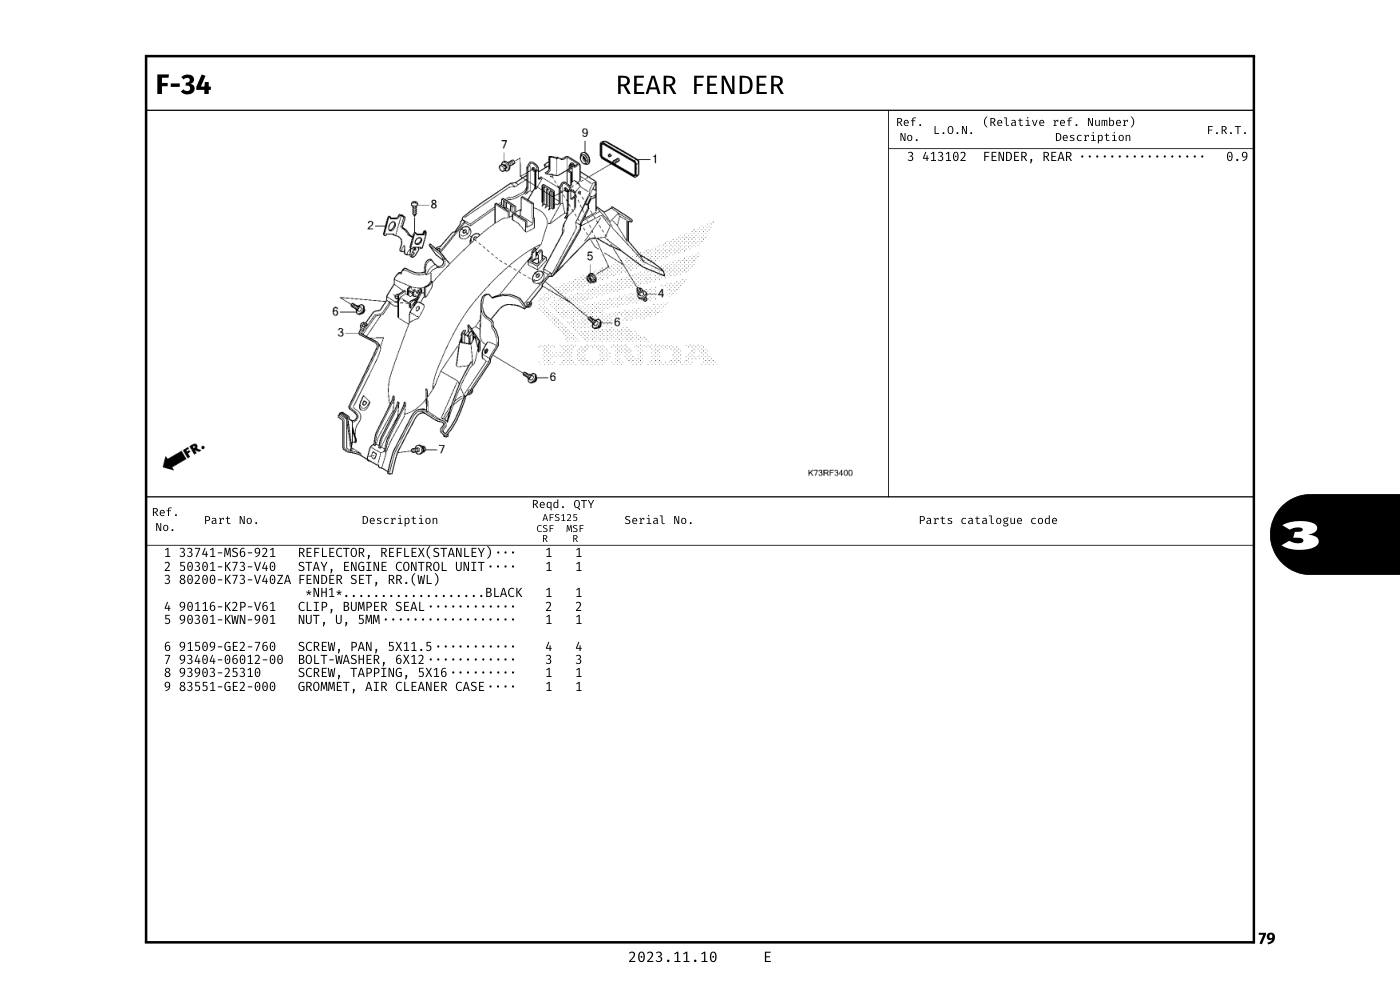 F-34 REAR FENDER
7
9
1
8
2
5
4
6
6
3
6
7
HONDA
FR.
K73RF3400
Ref. No. L.O.N. (Relative ref. Number) Description F.R.T.
3 413102 FENDER, REAR ················· 0.9
Ref. No. Part No. Description Reqd. QTY AFS125 CSF MSF R R Serial No. Parts catalogue code
1 33741-MS6-921 REFLECTOR, REFLEX(STANLEY)··· 1 1
2 50301-K73-V40 STAY, ENGINE CONTROL UNIT···· 1 1
3 80200-K73-V40ZA FENDER SET, RR.(WL)
*NH1*...................BLACK 1 1
4 90116-K2P-V61 CLIP, BUMPER SEAL············ 2 2
5 90301-KWN-901 NUT, U, 5MM·················· 1 1
6 91509-GE2-760 SCREW, PAN, 5X11.5··········· 4 4
7 93404-06012-00 BOLT-WASHER, 6X12············ 3 3
8 93903-25310 SCREW, TAPPING, 5X16········· 1 1
9 83551-GE2-000 GROMMET, AIR CLEANER CASE···· 1 1
3
79
2023.11.10 E